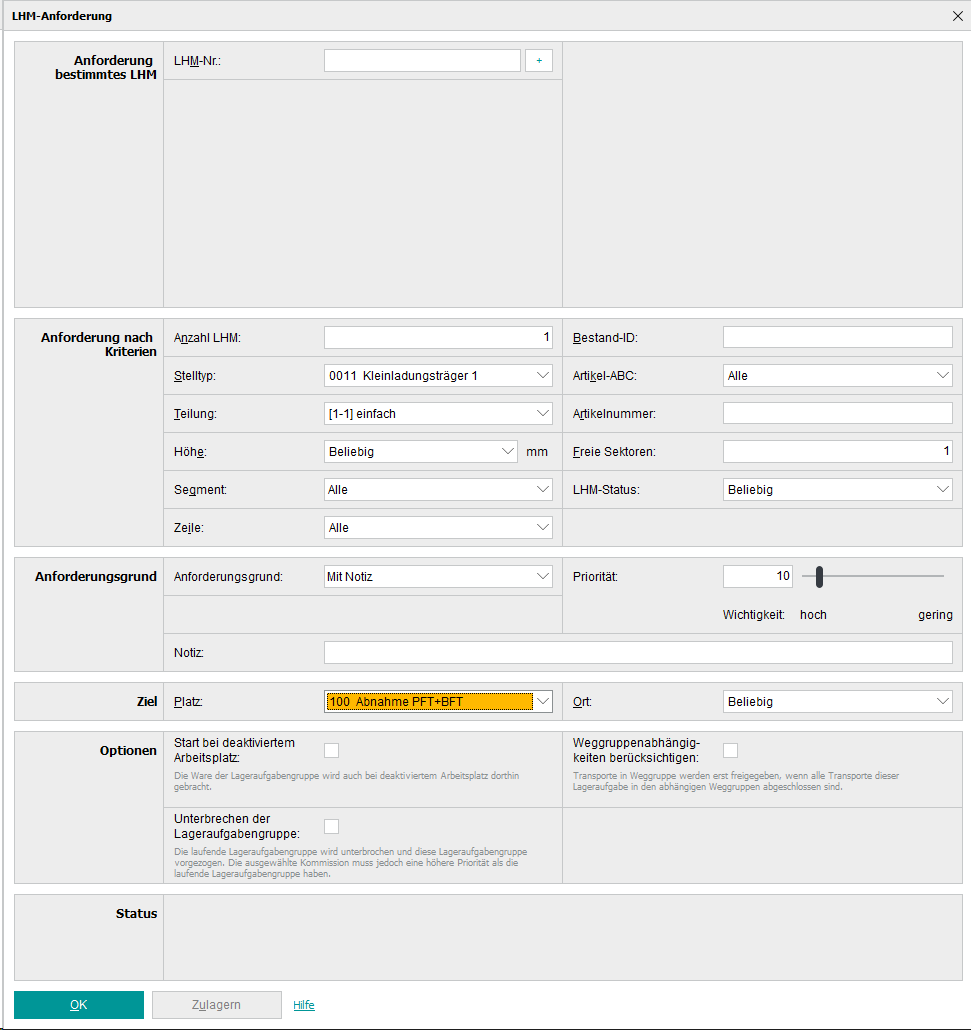 LHM-Anforderung
Anforderung
bestimmtes LHM
LHM-Nr.:
+
Anforderung nach
Kriterien
Anzahl LHM:
1
Bestand-ID:
Stelltyp:
0011 Kleinladungsträger 1
Artikel-ABC:
Alle
Teilung:
[1-1] einfach
Artikelnummer:
Höhe:
Beliebig
mm
Freie Sektoren:
1
Segment:
Alle
LHM-Status:
Beliebig
Zeile:
Alle
Anforderungsgrund
Anforderungsgrund:
Mit Notiz
Priorität:
10
Wichtigkeit: hoch gering
Notiz:
Ziel
Platz:
100 Abnahme PFT+BFT
Ort:
Beliebig
Optionen
Start bei deaktiviertem
Arbeitsplatz:
Die Ware der Lageraufgabengruppe wird auch bei deaktiviertem Arbeitsplatz dorthin
gebracht.
Weggruppenabhängig-
keiten berücksichtigen:
Transporte in Weggruppe werden erst freigegeben, wenn alle Transporte dieser
Lageraufgabe in den abhängigen Weggruppen abgeschlossen sind.
Unterbrechen der
Lageraufgabengruppe:
Die laufende Lageraufgabengruppe wird unterbrochen und diese Lageraufgabengruppe
vorgezogen. Die ausgewählte Kommission muss jedoch eine höhere Priorität als die
laufende Lageraufgabengruppe haben.
Status
OK
Zulagern
Hilfe